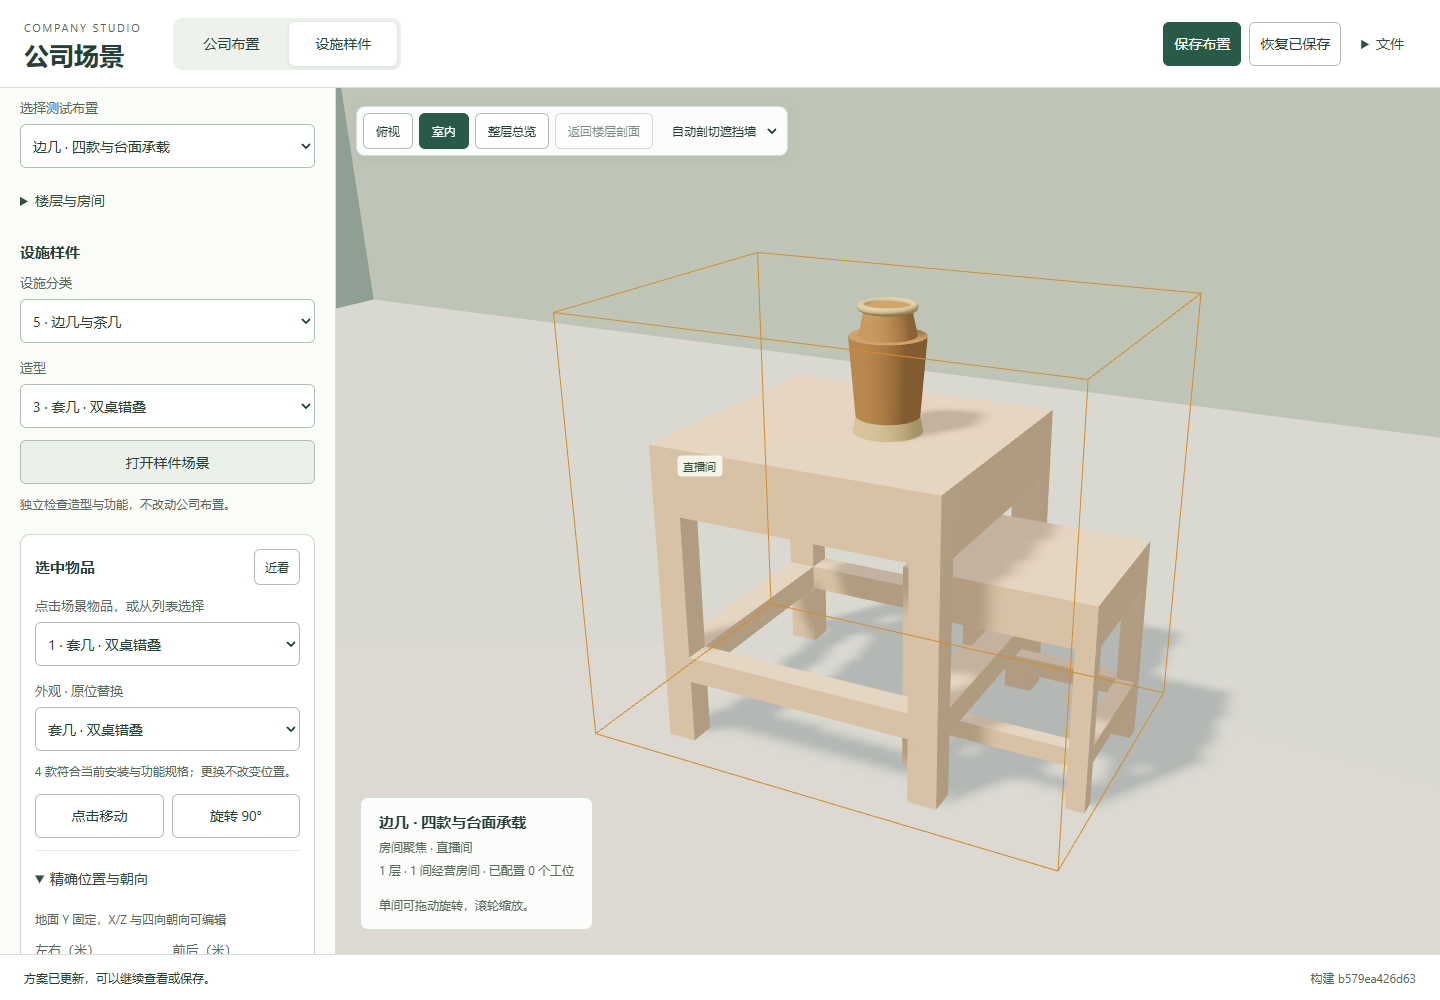 COMPANY STUDIO
公司场景
公司布置
设施样件
保存布置
恢复已保存
文件
选择测试布置
边几 · 四款与台面承载
楼层与房间
设施样件
设施分类
5 · 边几与茶几
造型
3 · 套几 · 双桌错叠
打开样件场景
独立检查造型与功能，不改动公司布置。
选中物品
近看
点击场景物品，或从列表选择
1 · 套几 · 双桌错叠
外观 · 原位替换
套几 · 双桌错叠
4 款符合当前安装与功能规格；更换不改变位置。
点击移动
旋转 90°
精确位置与朝向
地面 Y 固定，X/Z 与四向朝向可编辑
左右（米）
前后（米）
俯视
室内
整层总览
返回楼层剖面
自动剖切遮挡墙
直播间
边几 · 四款与台面承载
房间聚焦 · 直播间
1 层 · 1 间经营房间 · 已配置 0 个工位
单间可拖动旋转，滚轮缩放。
方案已更新，可以继续查看或保存。
构建 b579ea426d63